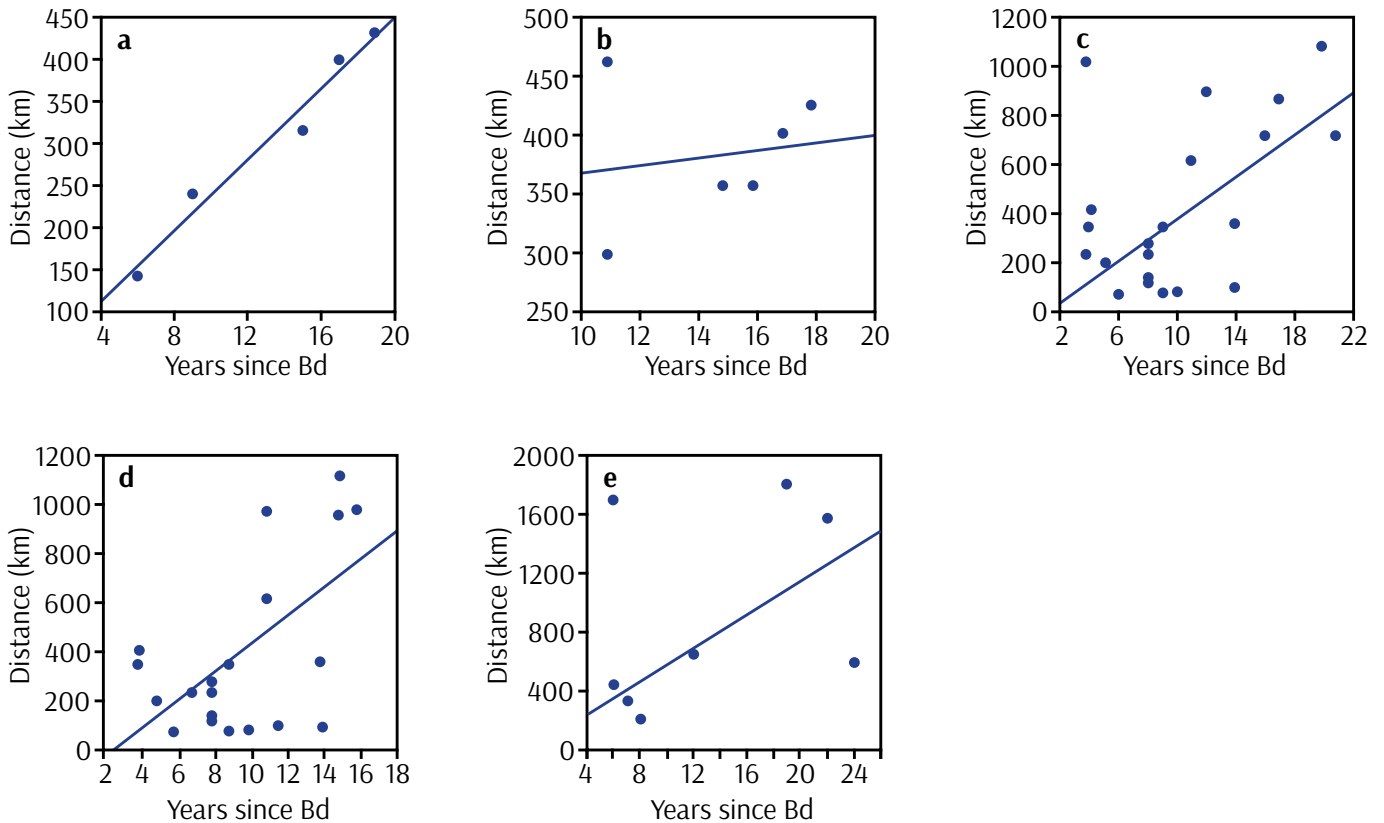 a
450
400
350
300
250
200
150
100
4 8 12 16 20
Distance (km)
Years since Bd
b
500
450
400
350
300
250
10 12 14 16 18 20
Distance (km)
Years since Bd
c
1200
1000
800
600
400
200
0
2 6 10 14 18 22
Distance (km)
Years since Bd
d
1200
1000
800
600
400
200
0
2 4 6 8 10 12 14 16 18
Distance (km)
Years since Bd
e
2000
1600
1200
800
400
0
4 8 12 16 20 24
Distance (km)
Years since Bd